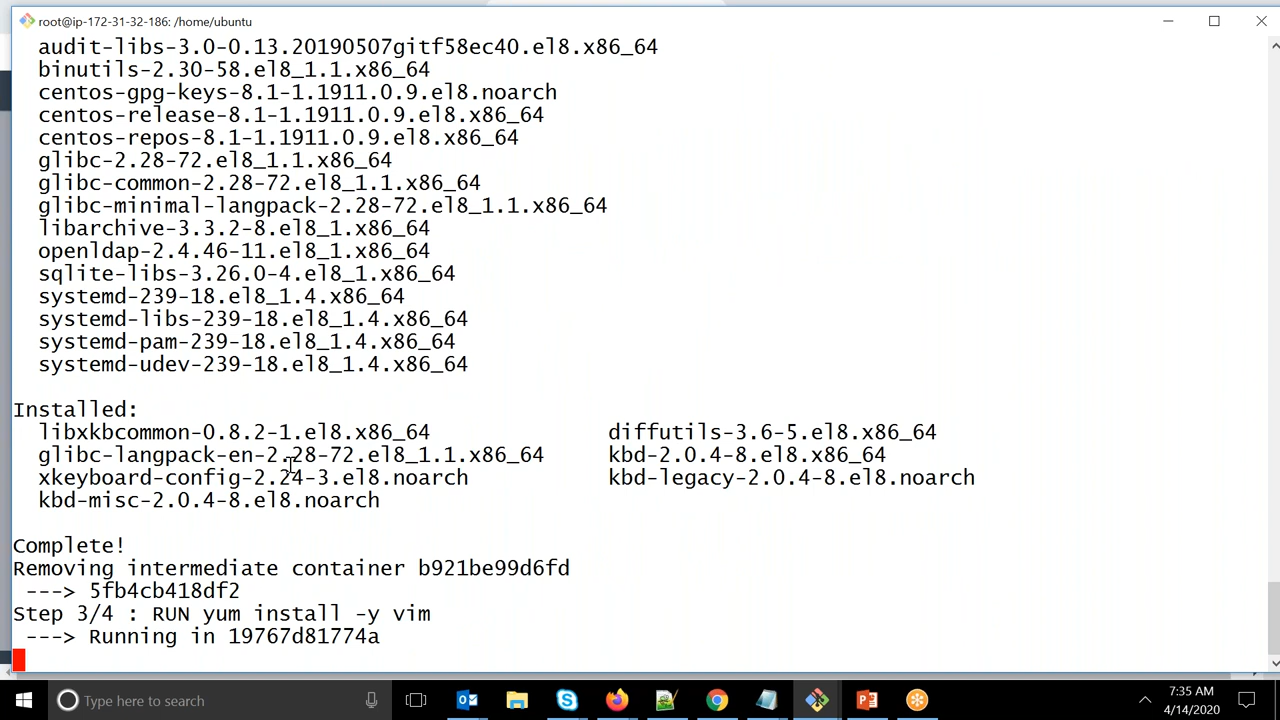 root@ip-172-31-32-186: /home/ubuntu
audit-libs-3.0-0.13.20190507gitf58ec40.el8.x86_64
binutils-2.30-58.el8_1.1.x86_64
centos-gpg-keys-8.1-1.1911.0.9.el8.noarch
centos-release-8.1-1.1911.0.9.el8.x86_64
centos-repos-8.1-1.1911.0.9.el8.x86_64
glibc-2.28-72.el8_1.1.x86_64
glibc-common-2.28-72.el8_1.1.x86_64
glibc-minimal-langpack-2.28-72.el8_1.1.x86_64
libarchive-3.3.2-8.el8_1.x86_64
openldap-2.4.46-11.el8_1.x86_64
sqlite-libs-3.26.0-4.el8_1.x86_64
systemd-239-18.el8_1.4.x86_64
systemd-libs-239-18.el8_1.4.x86_64
systemd-pam-239-18.el8_1.4.x86_64
systemd-udev-239-18.el8_1.4.x86_64
Installed:
libxkbcommon-0.8.2-1.el8.x86_64 diffutils-3.6-5.el8.x86_64
glibc-langpack-en-2.28-72.el8_1.1.x86_64 kbd-2.0.4-8.el8.x86_64
xkeyboard-config-2.24-3.el8.noarch kbd-legacy-2.0.4-8.el8.noarch
kbd-misc-2.0.4-8.el8.noarch
Complete!
Removing intermediate container b921be99d6fd
---> 5fb4cb418df2
Step 3/4 : RUN yum install -y vim
---> Running in 19767d81774a
Type here to search
7:35 AM
4/14/2020